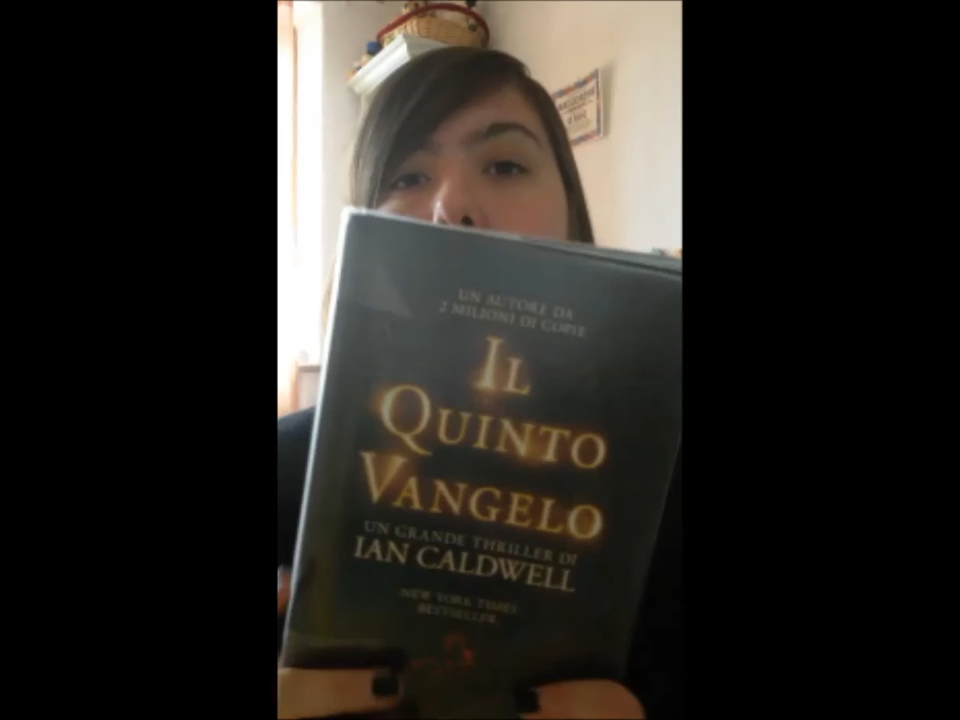 UN AUTORE DA
2 MILIONI DI COPIE
IL
QUINTO
VANGELO
UN GRANDE THRILLER DI
IAN CALDWELL
NEW YORK TIMES
BESTSELLER